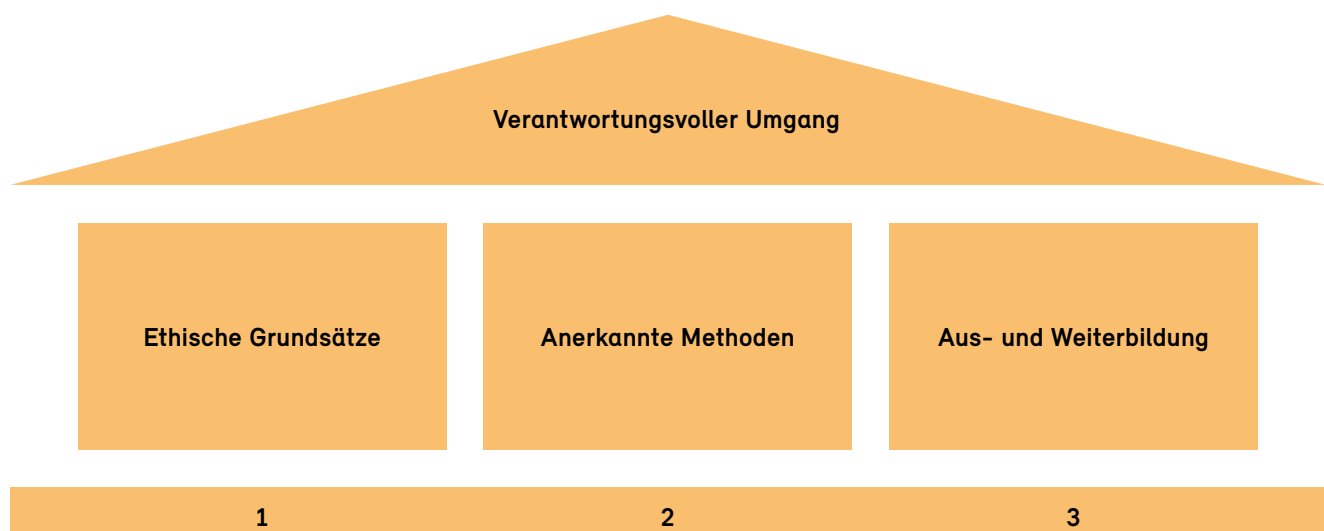 Verantwortungsvoller Umgang
Ethische Grundsätze
Anerkannte Methoden
Aus- und Weiterbildung
1
2
3